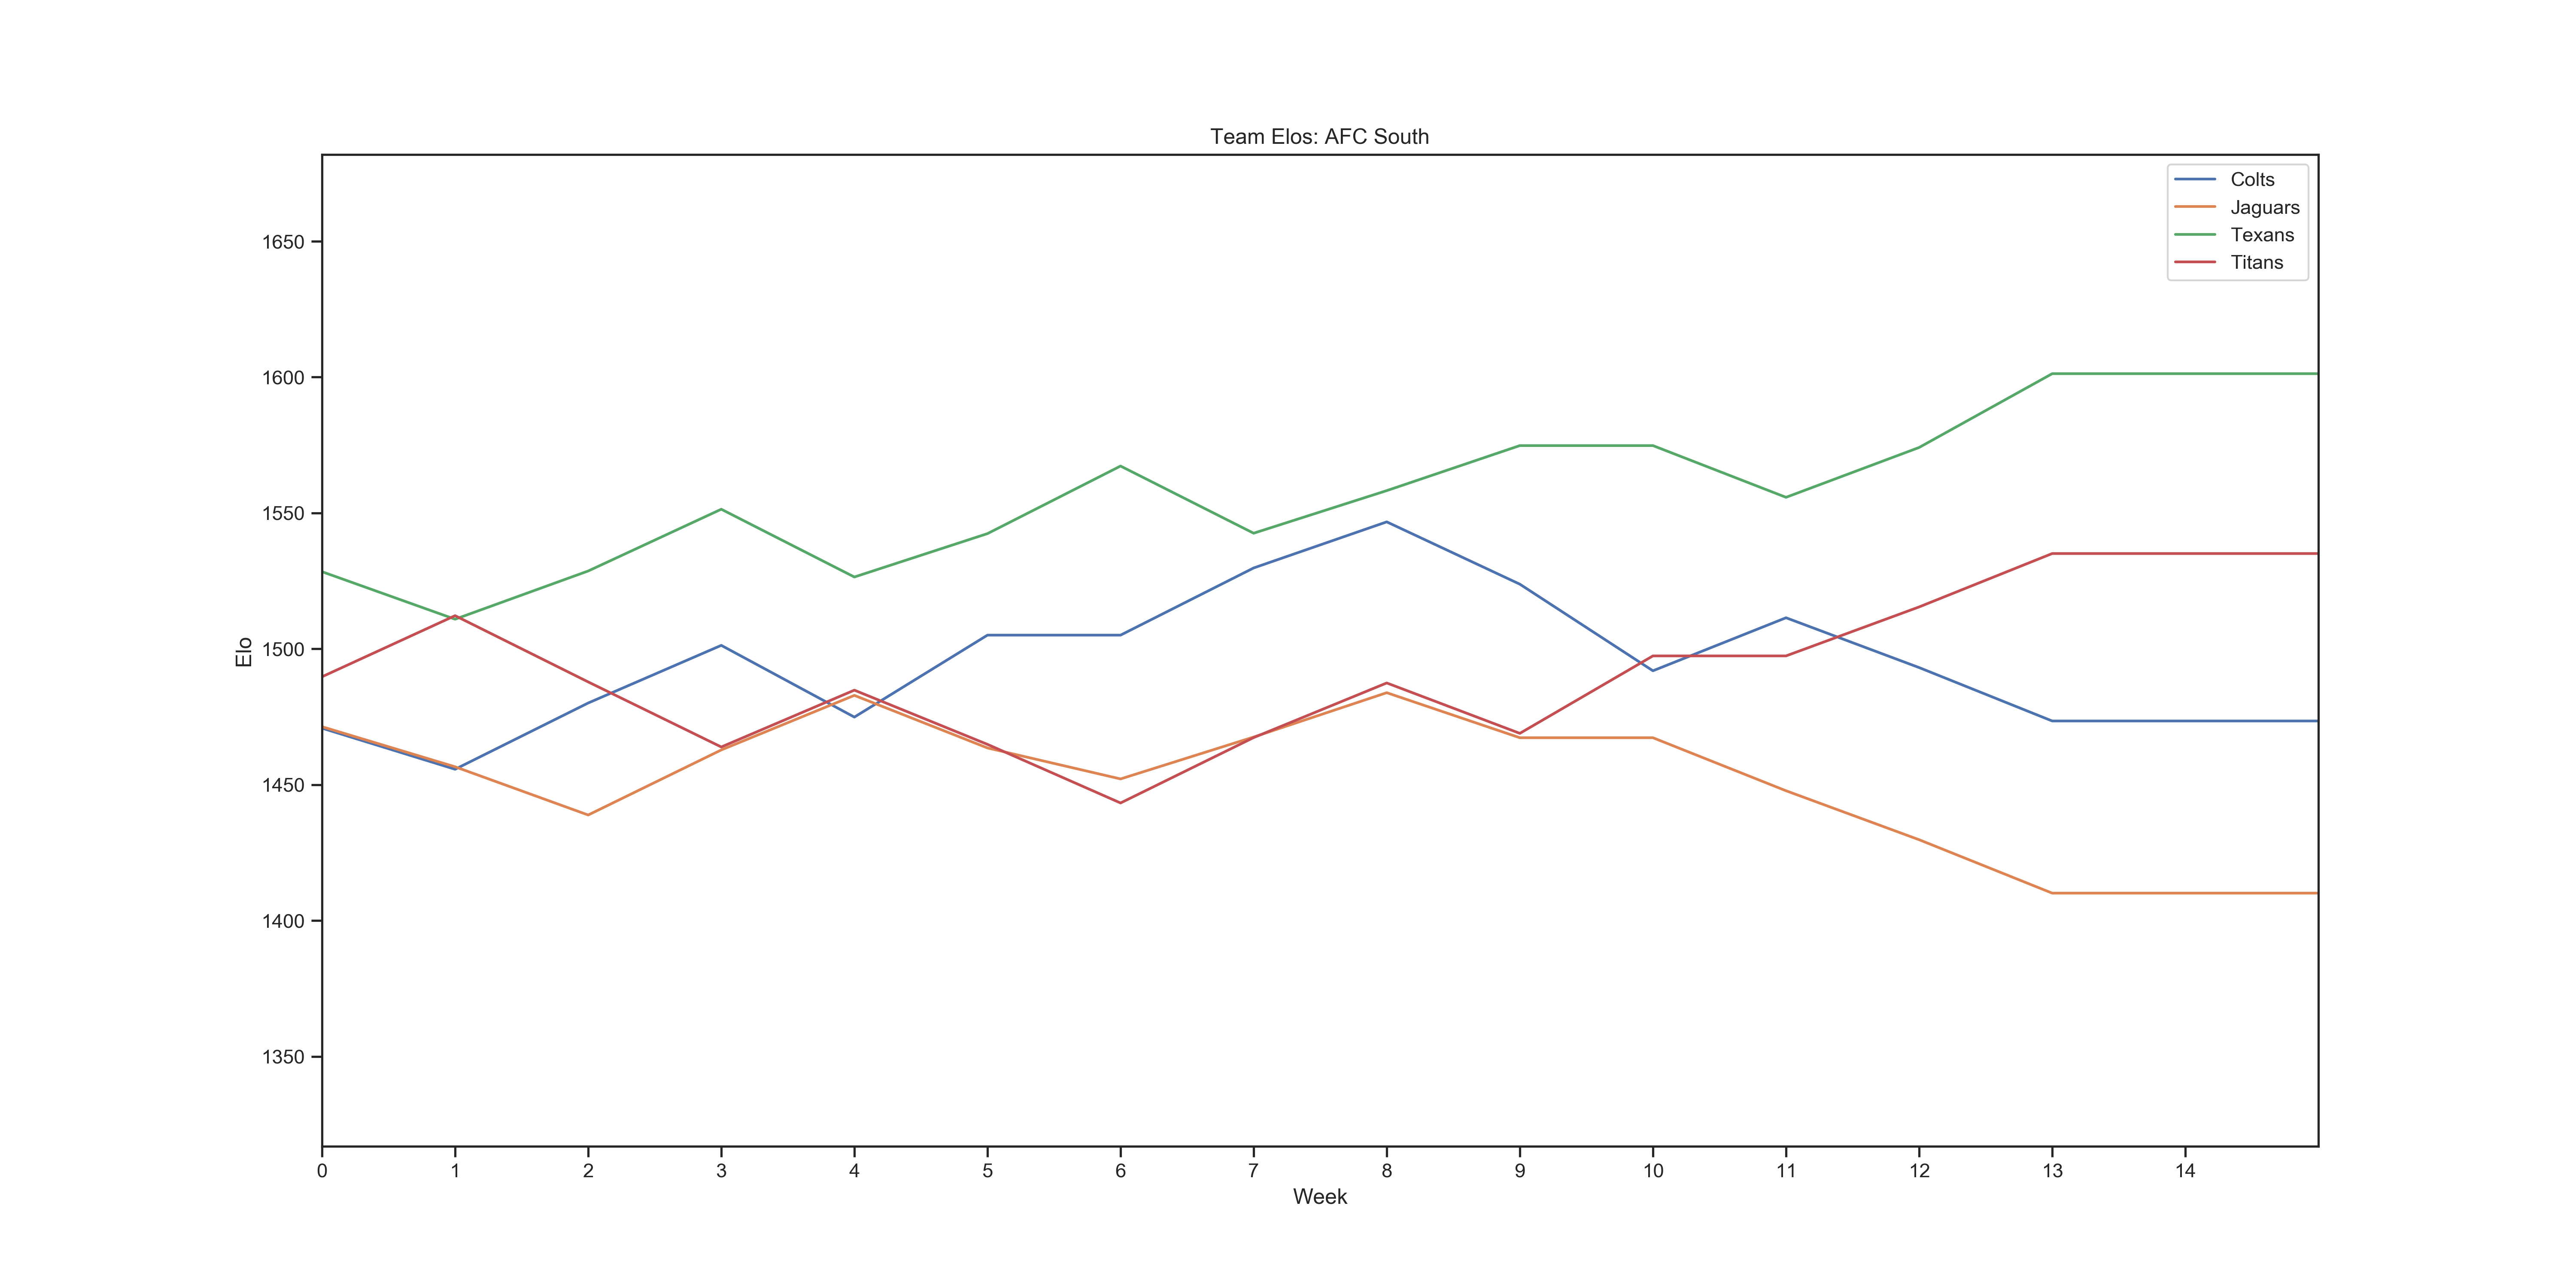 Team Elos: AFC South
Colts
Jaguars
Texans
Titans
1650
1600
1550
1500
1450
1400
1350
Elo
0 1 2 3 4 5 6 7 8 9 10 11 12 13 14
Week